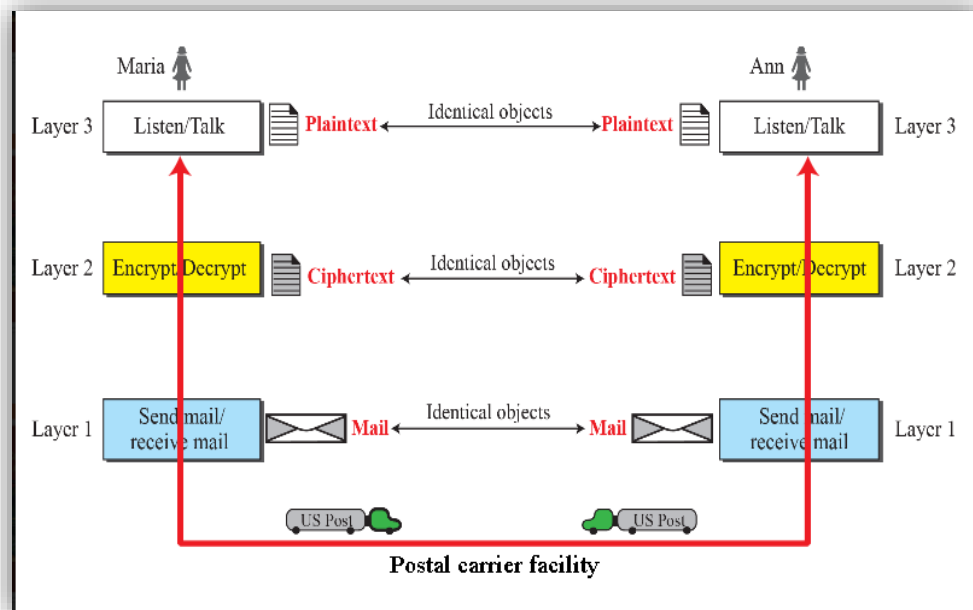 Maria
Ann
Layer 3
Listen/Talk
Plaintext
Identical objects
Plaintext
Listen/Talk
Layer 3
Layer 2
Encrypt/Decrypt
Ciphertext
Identical objects
Ciphertext
Encrypt/Decrypt
Layer 2
Layer 1
Send mail/
receive mail
Mail
Identical objects
Mail
Send mail/
receive mail
Layer 1
US Post
US Post
Postal carrier facility